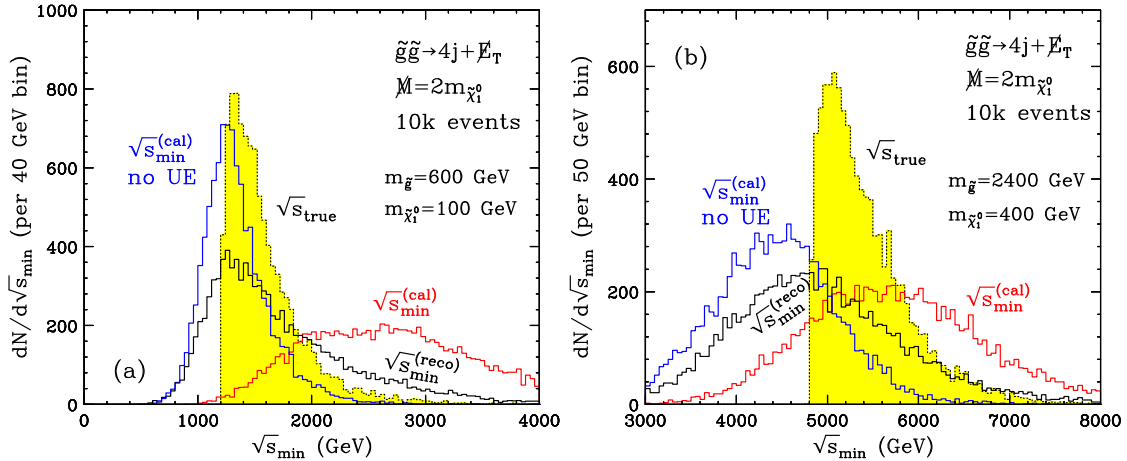 dN/d√s_min (per 40 GeV bin)
1000
800
600
400
200
0
0
1000
2000
3000
4000
√s_min (GeV)
(a)
g̃g̃→4j+E̸_T
M̸=2m_χ̃₁⁰
10k events
m_g̃=600 GeV
m_χ̃₁⁰=100 GeV
√s_min^(cal)
no UE
√s_true
√s_min^(cal)
√s_min^(reco)
dN/d√s_min (per 50 GeV bin)
600
400
200
0
3000
4000
5000
6000
7000
8000
√s_min (GeV)
(b)
g̃g̃→4j+E̸_T
M̸=2m_χ̃₁⁰
10k events
√s_true
m_g̃=2400 GeV
m_χ̃₁⁰=400 GeV
√s_min^(cal)
no UE
√s_min^(reco)
√s_min^(cal)